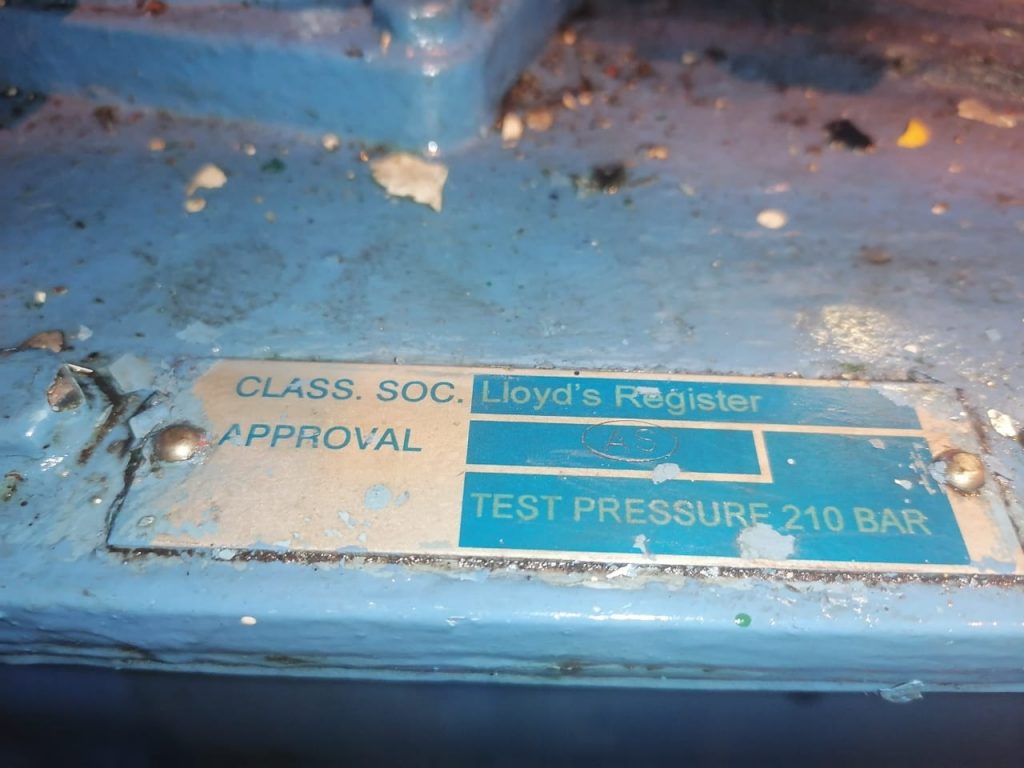 CLASS. SOC. Lloyd's Register
APPROVAL AS
TEST PRESSURE 210 BAR